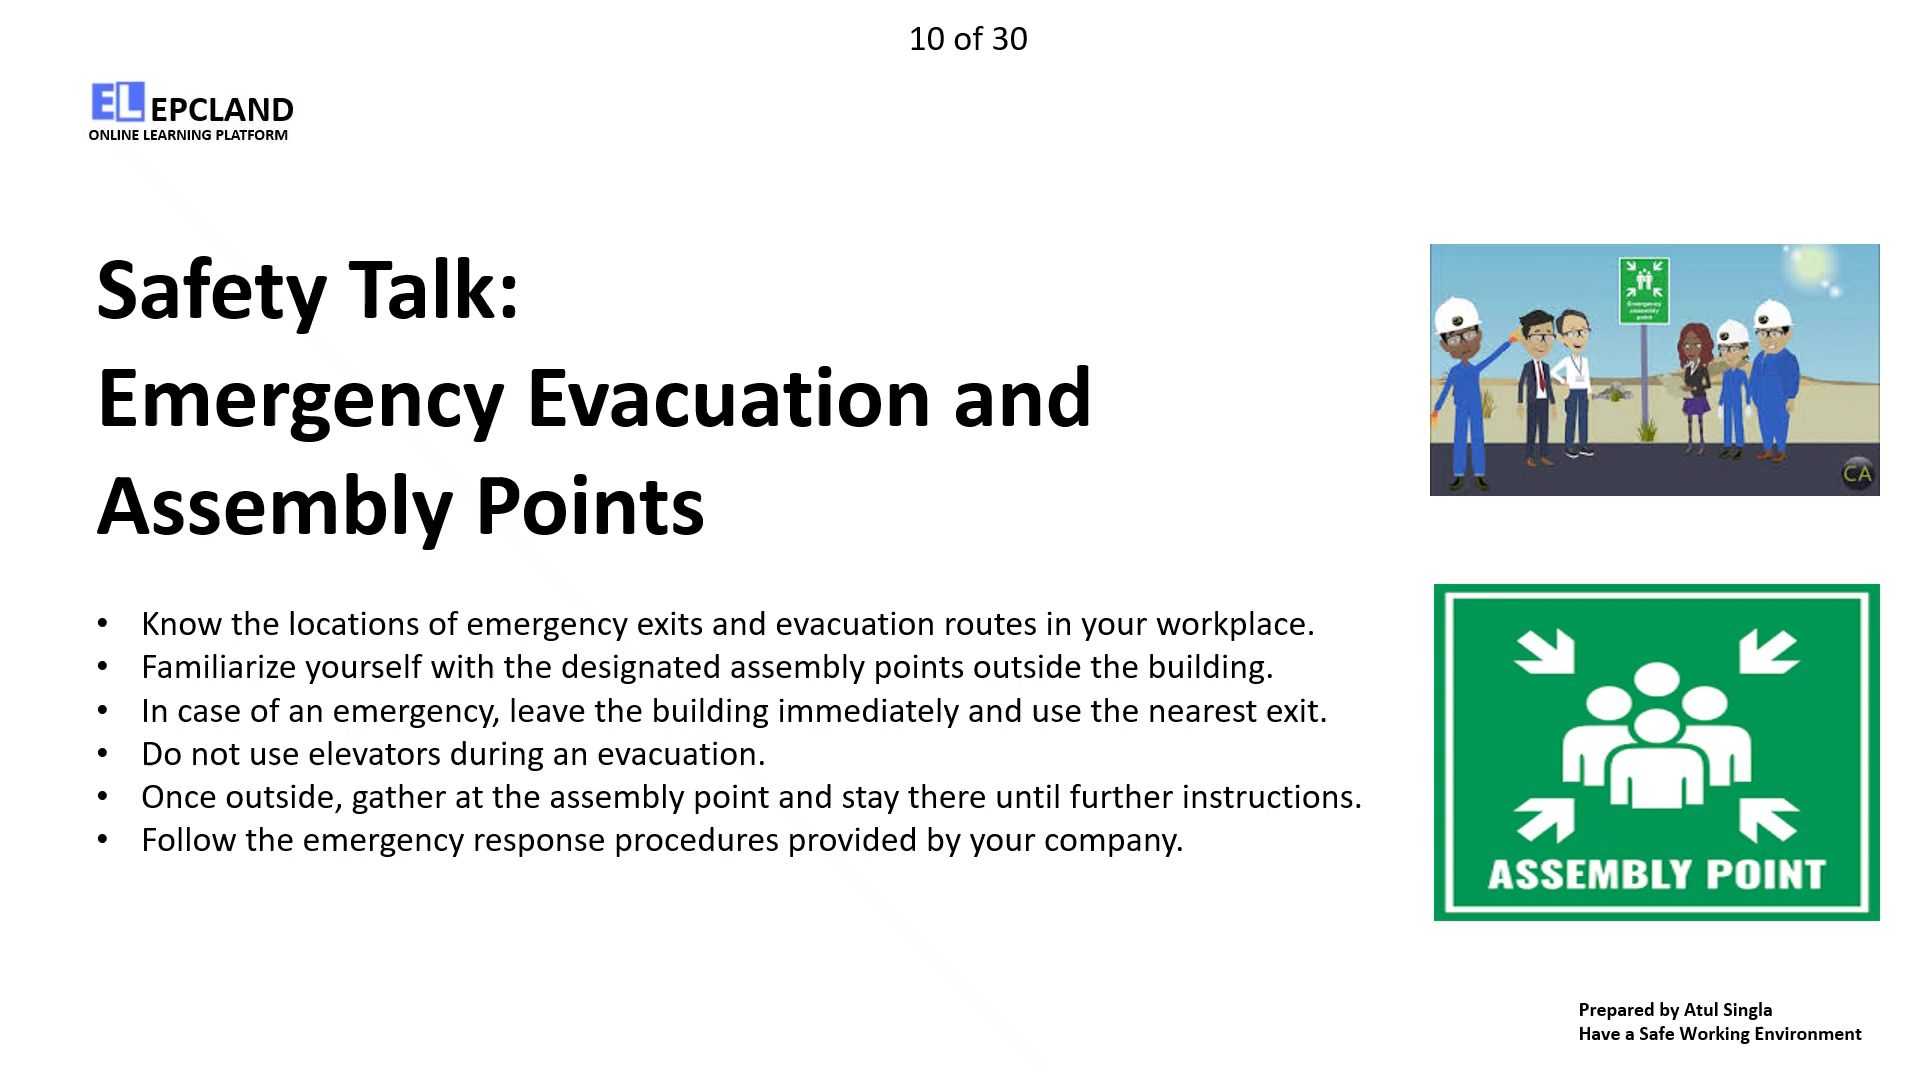 10 of 30
EL EPCLAND
ONLINE LEARNING PLATFORM
Safety Talk:
Emergency Evacuation and
Assembly Points
• Know the locations of emergency exits and evacuation routes in your workplace.
• Familiarize yourself with the designated assembly points outside the building.
• In case of an emergency, leave the building immediately and use the nearest exit.
• Do not use elevators during an evacuation.
• Once outside, gather at the assembly point and stay there until further instructions.
• Follow the emergency response procedures provided by your company.
Emergency
assembly
point
CA
ASSEMBLY POINT
Prepared by Atul Singla
Have a Safe Working Environment